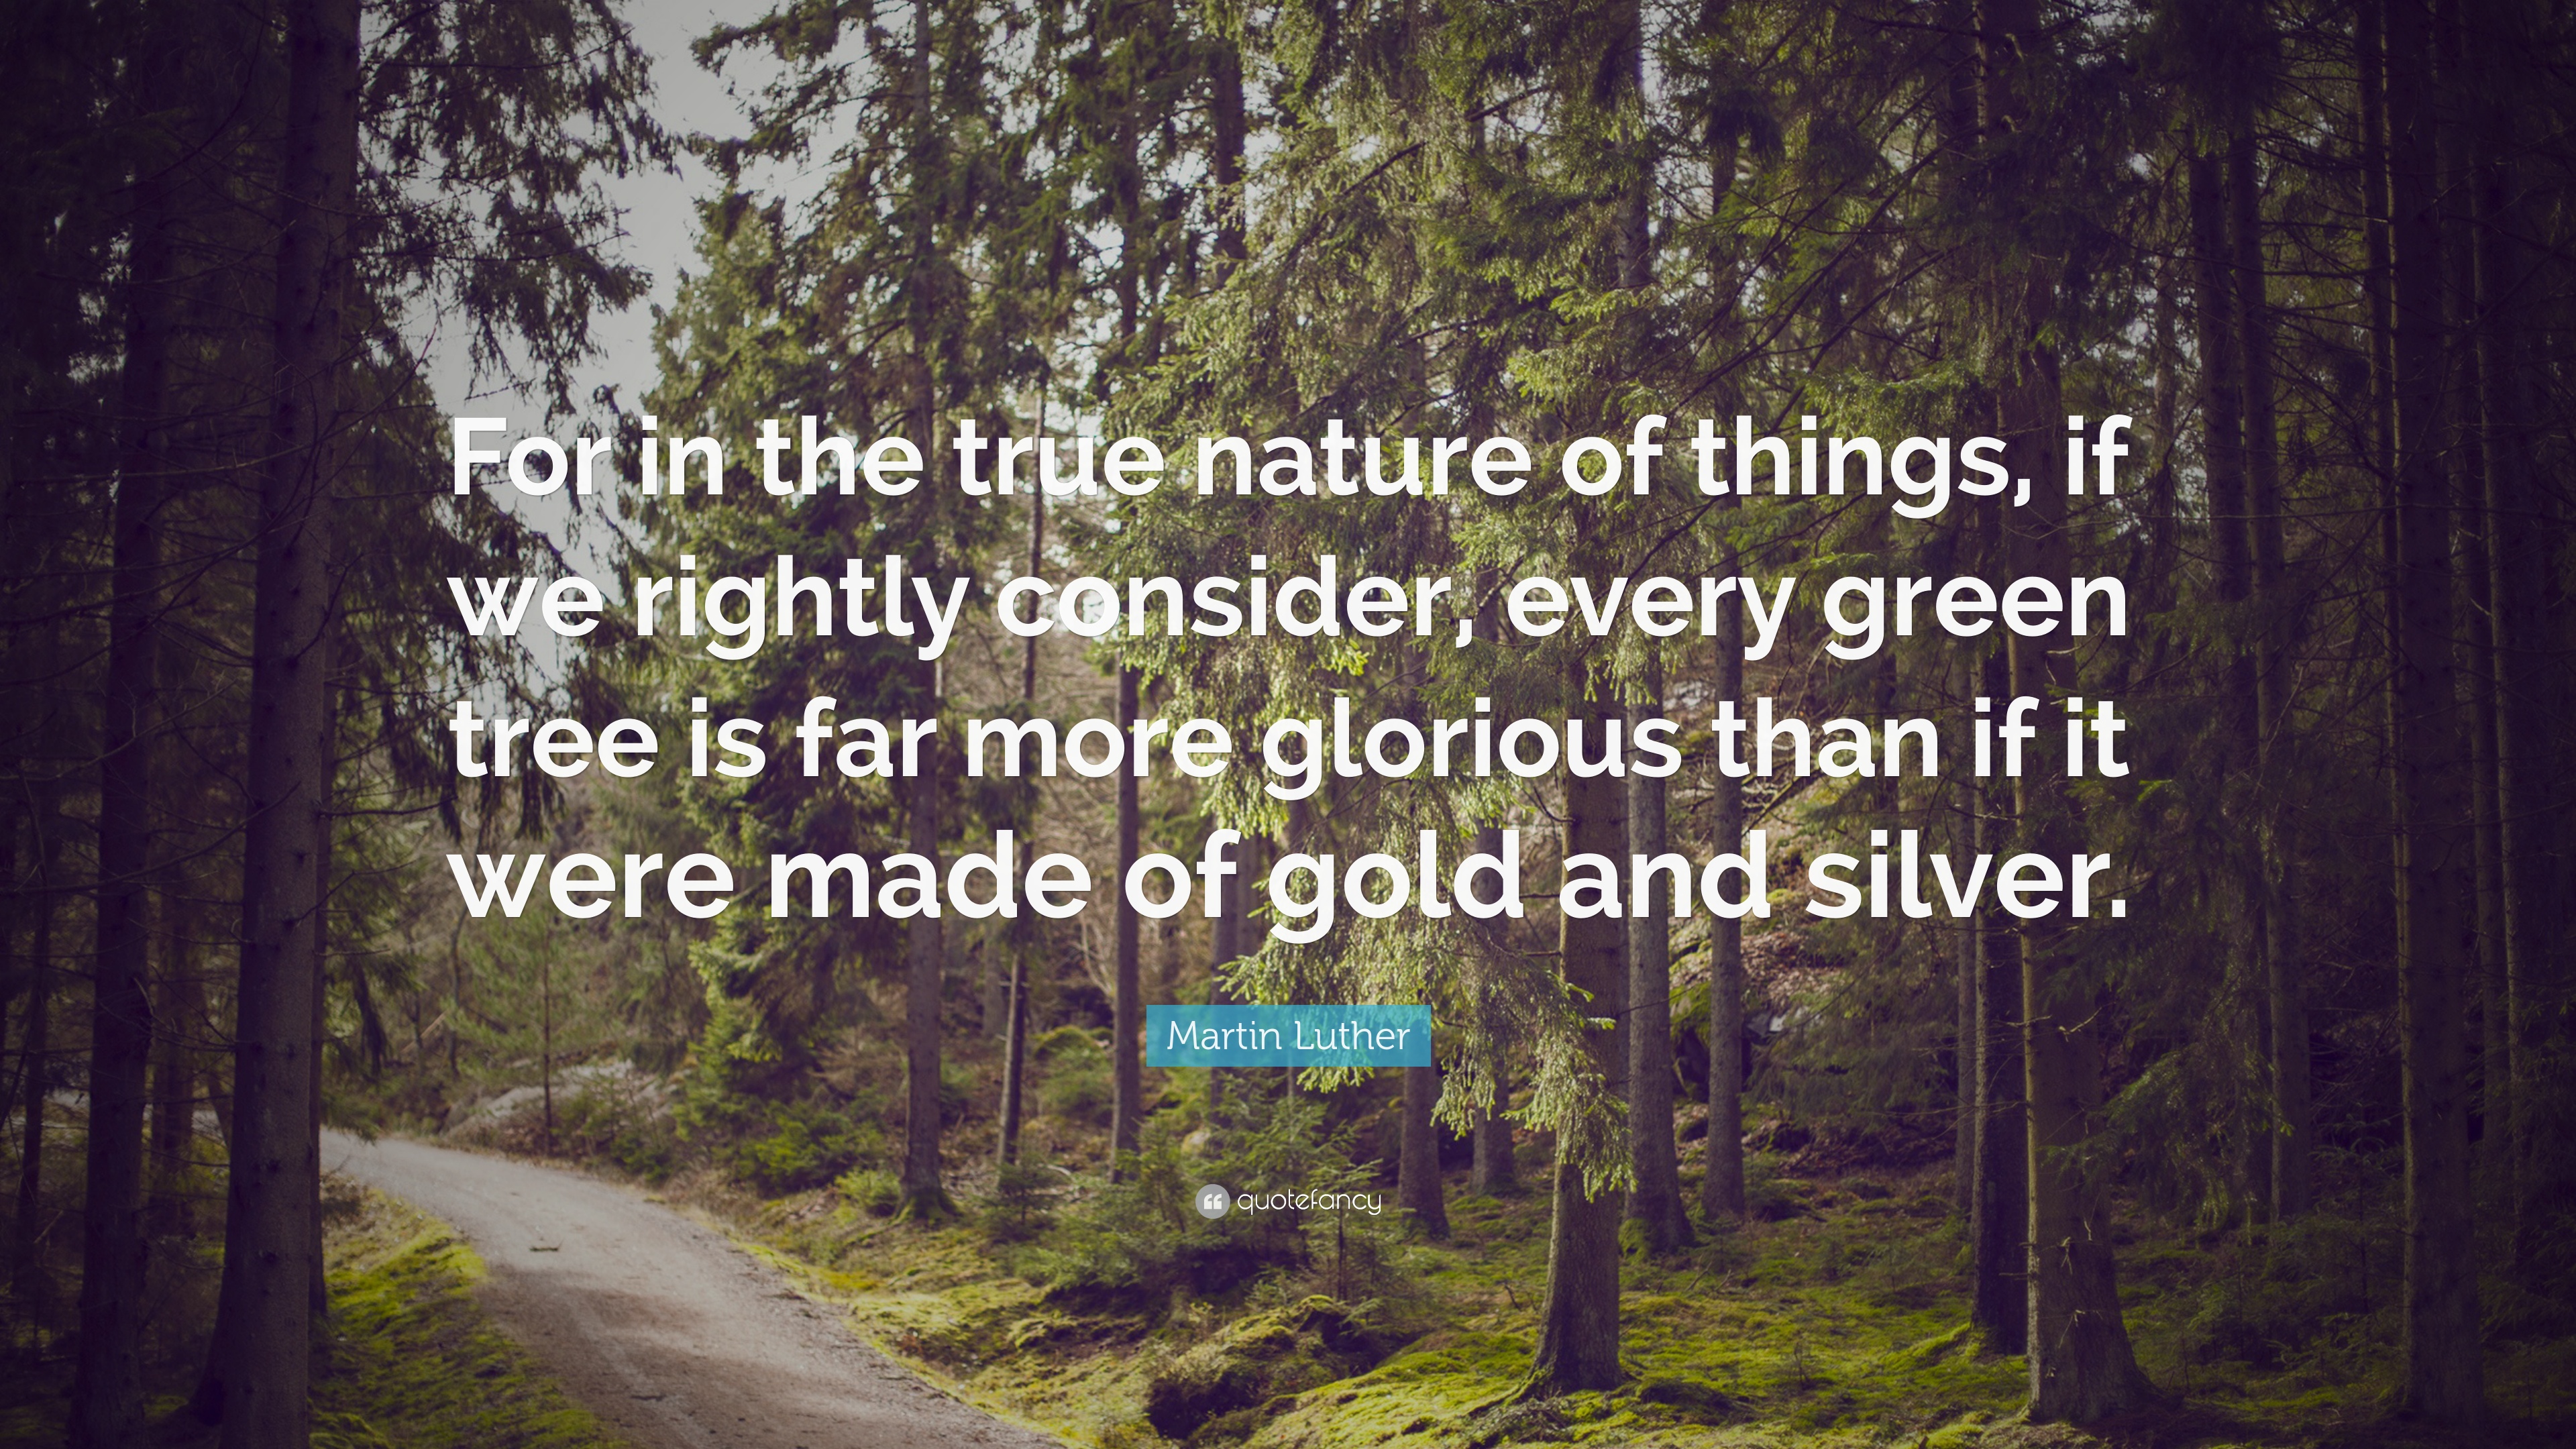 For in the true nature of things, if
we rightly consider, every green
tree is far more glorious than if it
were made of gold and silver.
Martin Luther
quotefancy